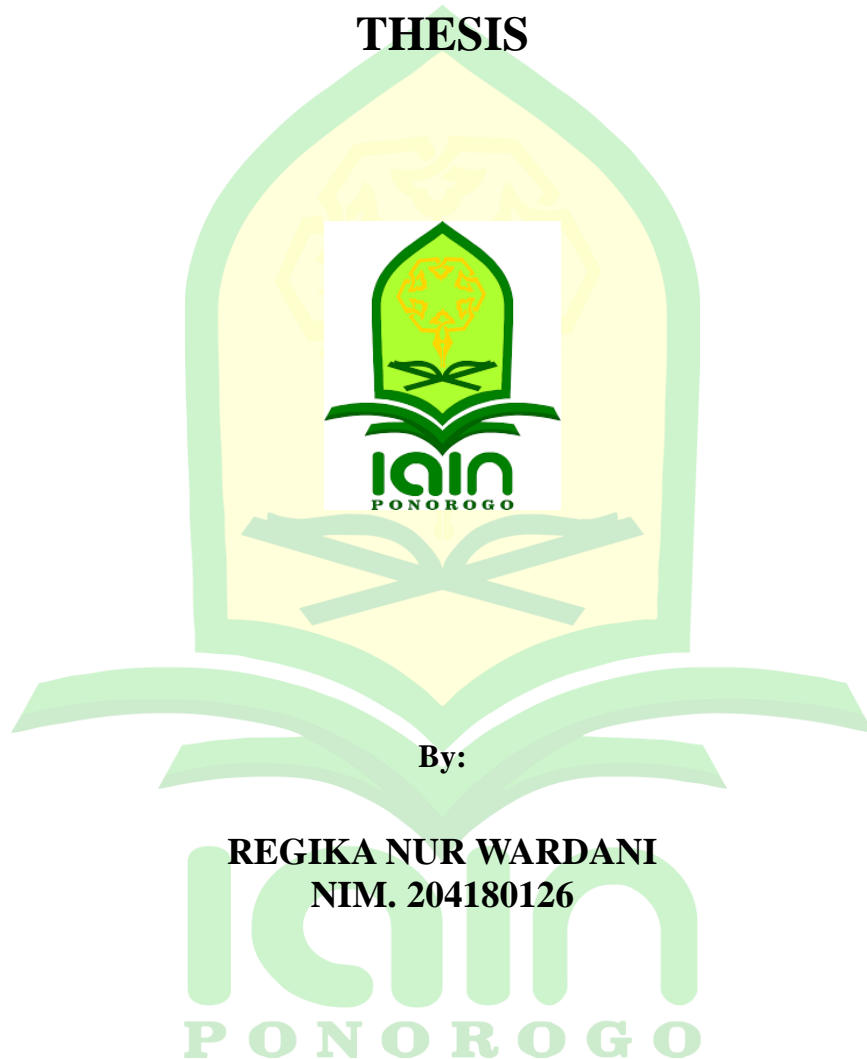 THESIS
iain
PONOROGO
By:
REGIKA NUR WARDANI
NIM. 204180126
iain
PONOROGO